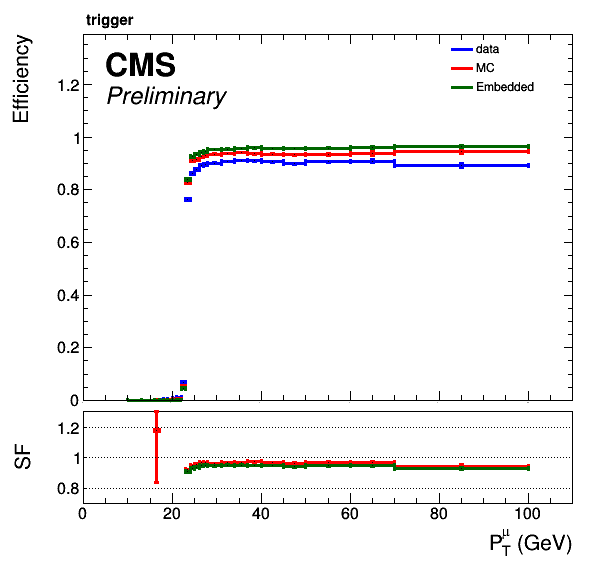 trigger
CMS
Preliminary
data
MC
Embedded
Efficiency
1.2
1
0.8
0.6
0.4
0.2
0
SF
1.2
1
0.8
0 20 40 60 80 100
P_T^μ (GeV)